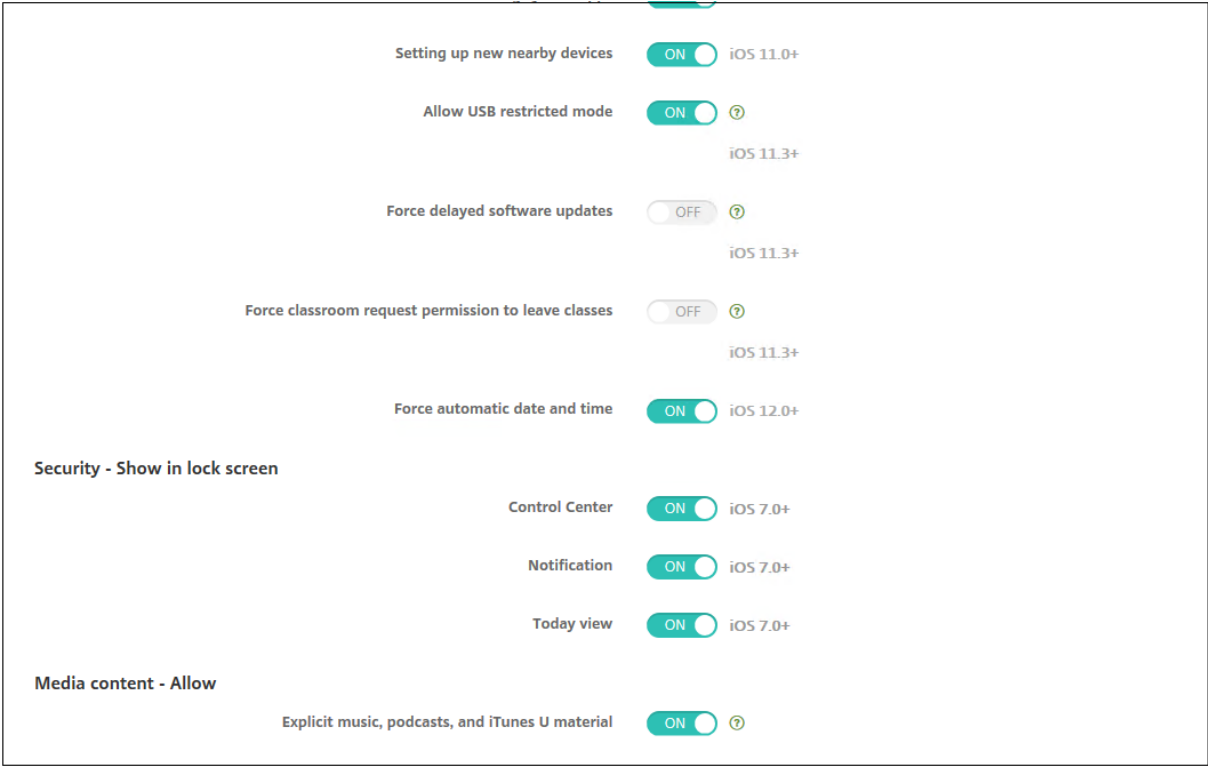 Setting up new nearby devices ON iOS 11.0+
Allow USB restricted mode ON ?
iOS 11.3+
Force delayed software updates OFF ?
iOS 11.3+
Force classroom request permission to leave classes OFF ?
iOS 11.3+
Force automatic date and time ON iOS 12.0+
Security - Show in lock screen
Control Center ON iOS 7.0+
Notification ON iOS 7.0+
Today view ON iOS 7.0+
Media content - Allow
Explicit music, podcasts, and iTunes U material ON ?